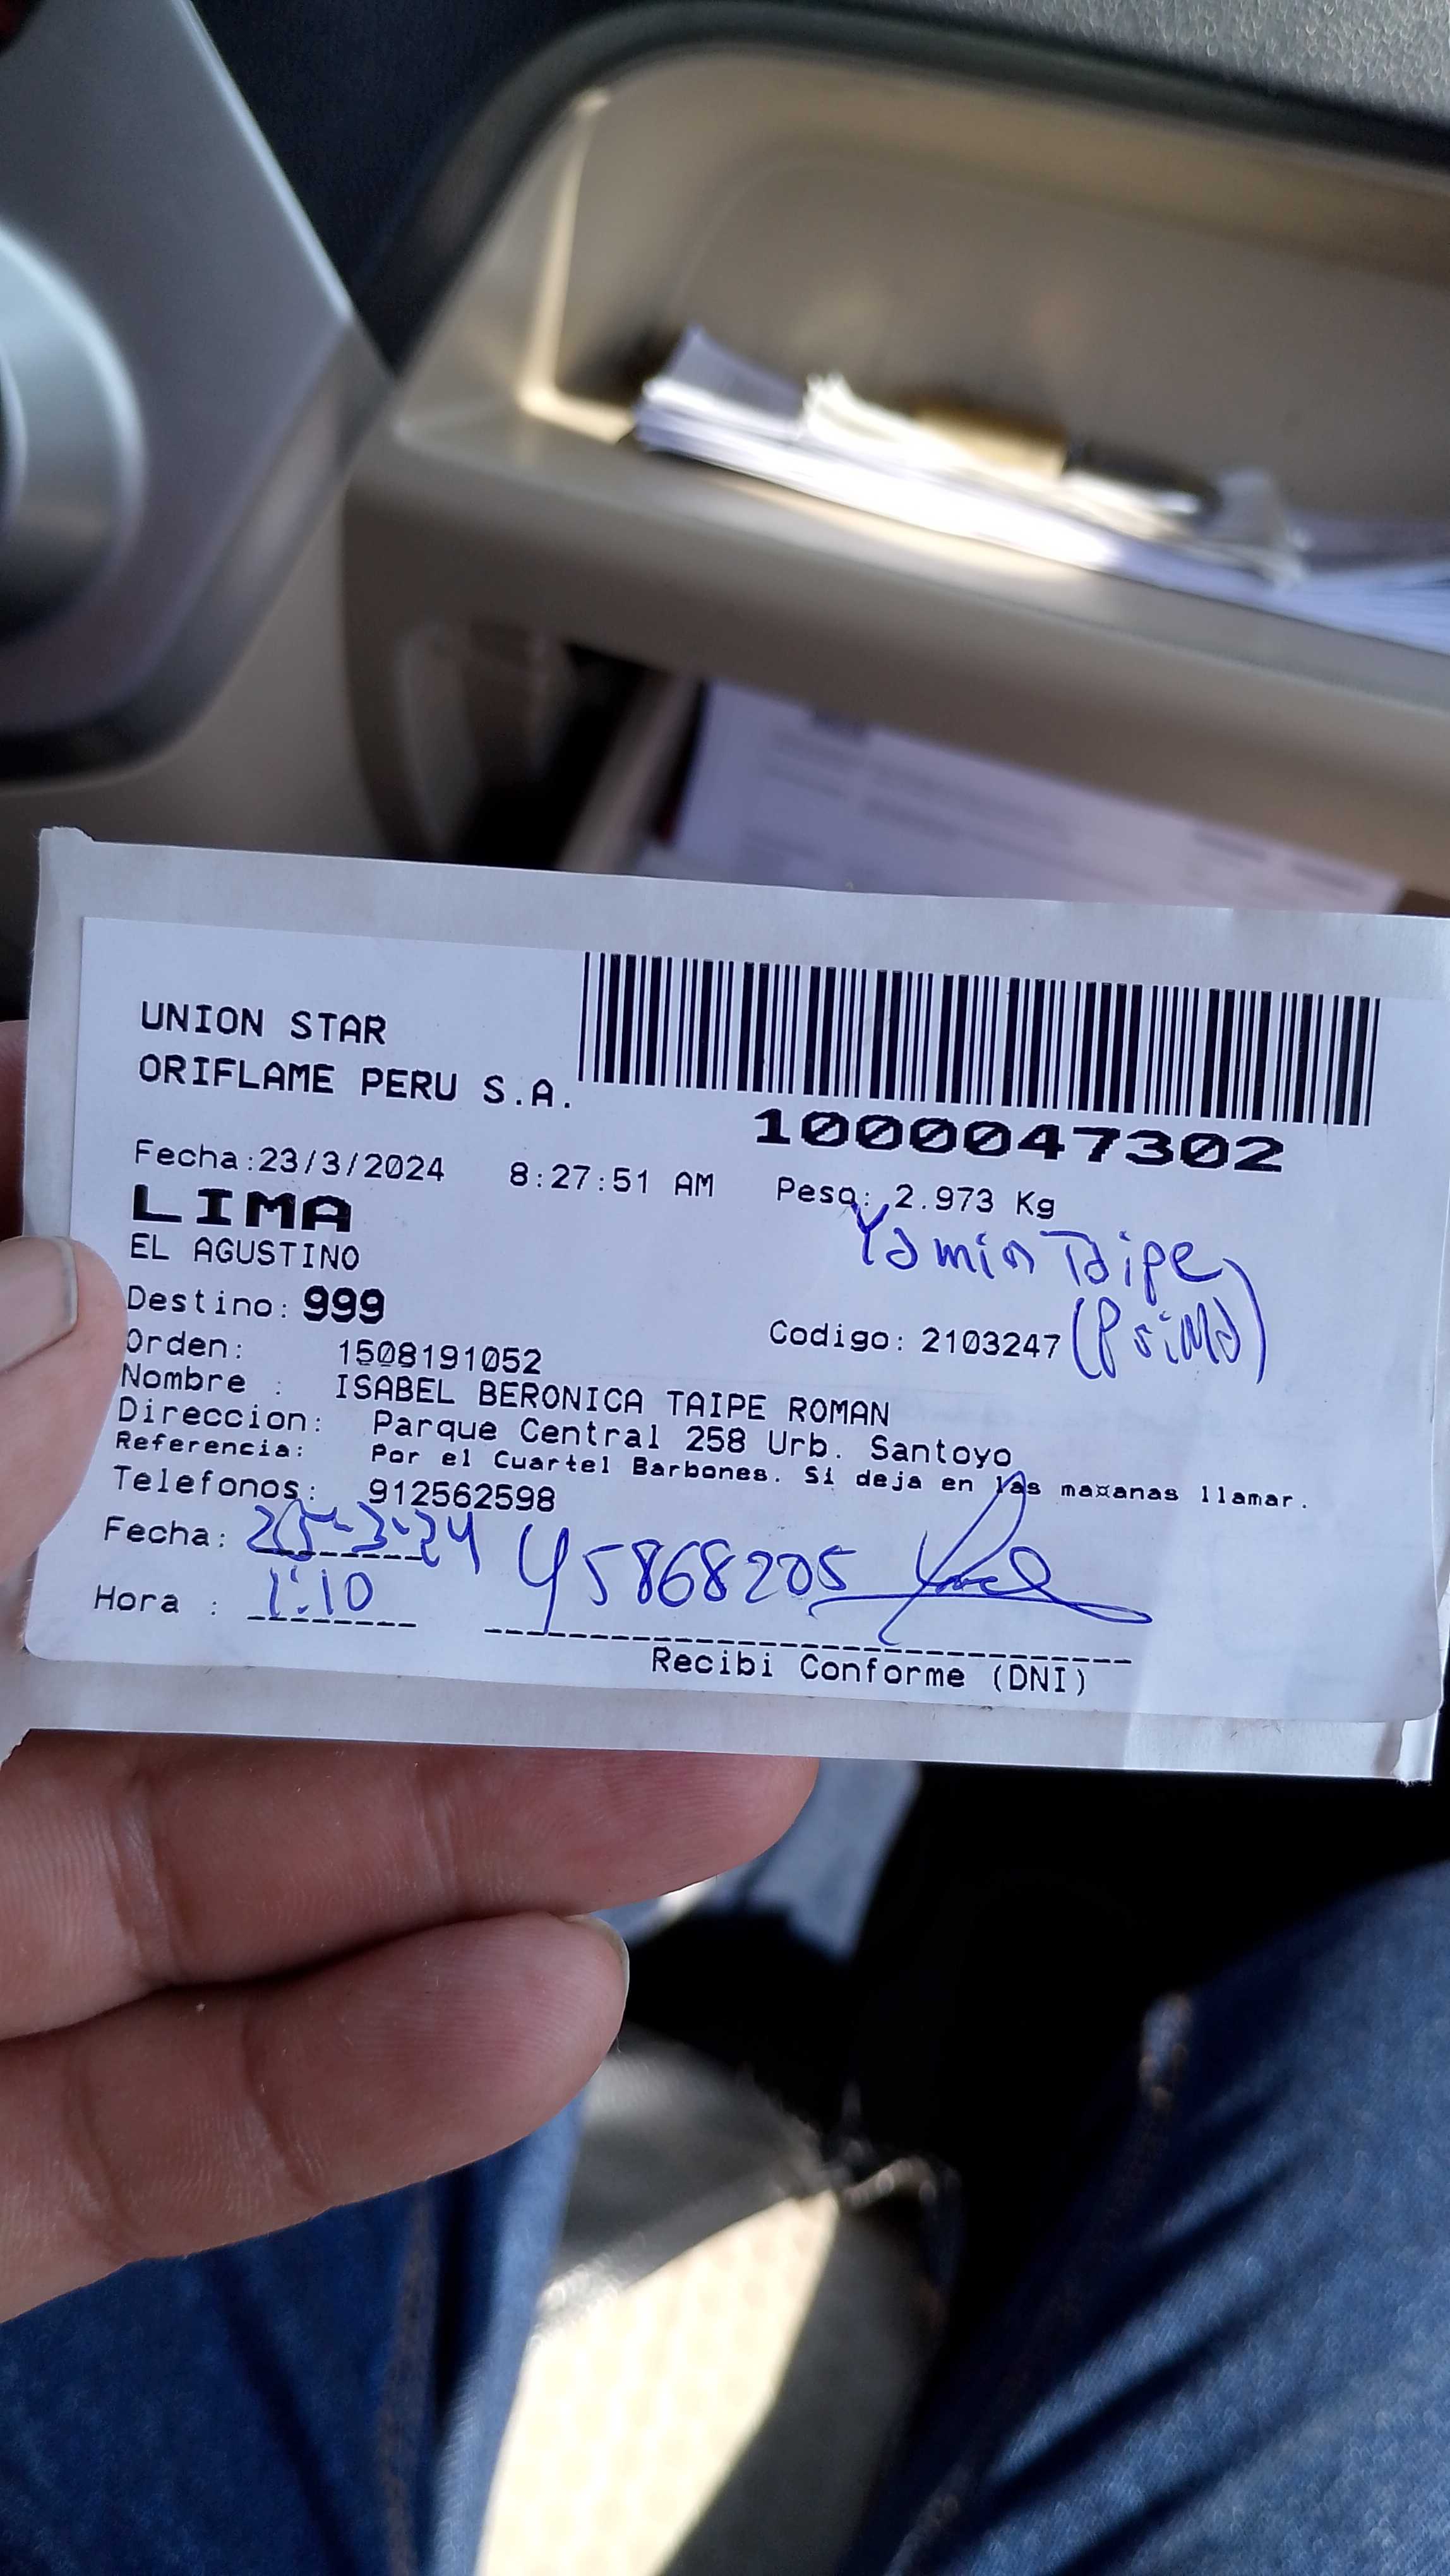 UNION STAR
ORIFLAME PERU S.A.
1000047302
Fecha:23/3/2024 8:27:51 AM Peso: 2.973 Kg
LIMA
Yamin Taipe
EL AGUSTINO
Destino: 999
Codigo: 2103247 (Primo)
Orden: 1508191052
Nombre : ISABEL BERONICA TAIPE ROMAN
Direccion: Parque Central 258 Urb. Santoyo
Referencia: Por el Cuartel Barbones. Si deja en las ma¤anas llamar.
Telefonos: 912562598
Fecha: 25-3-24 45868205
Hora : 1:10
Recibi Conforme (DNI)